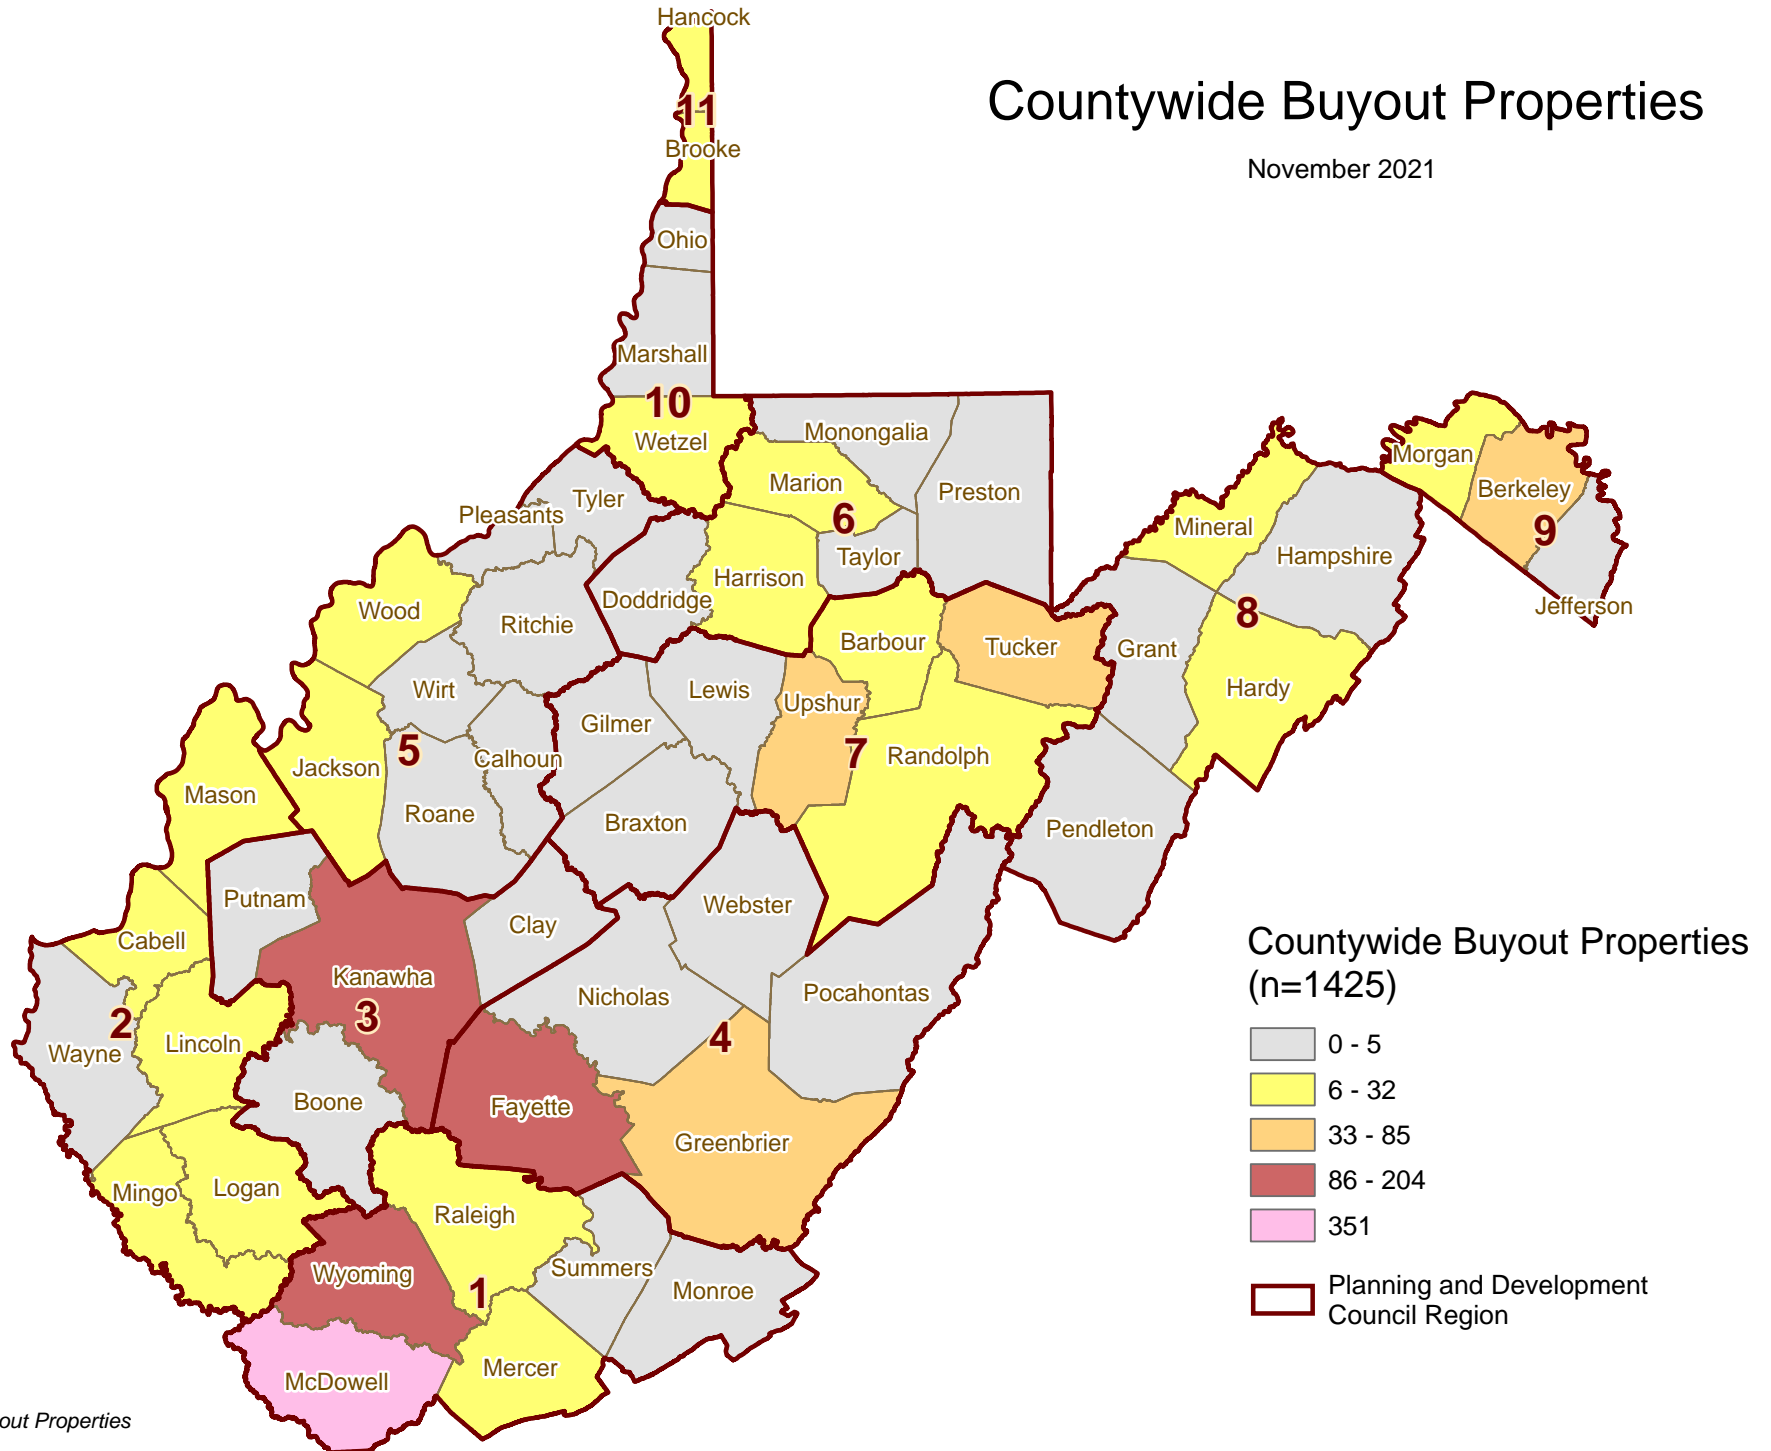 Countywide Buyout Properties
November 2021
Hancock
11
Brooke
Ohio
Marshall
10
Wetzel
Monongalia
Marion
Preston
6
Tyler
Pleasants
Taylor
Harrison
Doddridge
Wood
Ritchie
Morgan
Berkeley
9
Jefferson
Mineral
Hampshire
8
Grant
Hardy
Barbour
Tucker
Wirt
Lewis
Upshur
Gilmer
5
Calhoun
7
Randolph
Jackson
Mason
Roane
Braxton
Pendleton
Putnam
Webster
Clay
Cabell
Kanawha
Nicholas
Pocahontas
3
2
4
Lincoln
Wayne
Boone
Fayette
Greenbrier
Mingo
Logan
Raleigh
Wyoming
Summers
1
Monroe
Mercer
McDowell
Countywide Buyout Properties
(n=1425)
0 - 5
6 - 32
33 - 85
86 - 204
351
Planning and Development
Council Region
out Properties